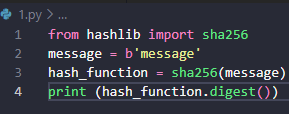 1.py > ...
1 from hashlib import sha256
2 message = b'message'
3 hash_function = sha256(message)
4 print (hash_function.digest())